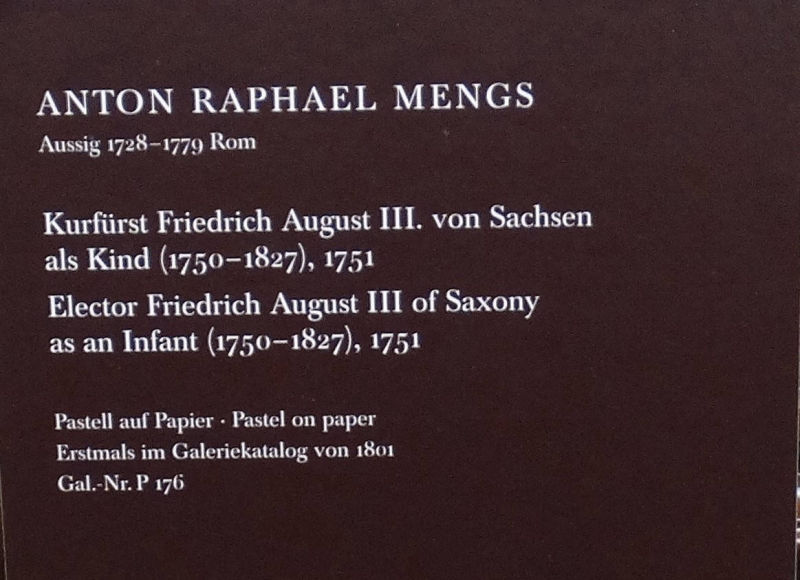 ANTON RAPHAEL MENGS
Aussig 1728–1779 Rom
Kurfürst Friedrich August III. von Sachsen
als Kind (1750–1827), 1751
Elector Friedrich August III of Saxony
as an Infant (1750–1827), 1751
Pastell auf Papier · Pastel on paper
Erstmals im Galeriekatalog von 1801
Gal.-Nr. P 176